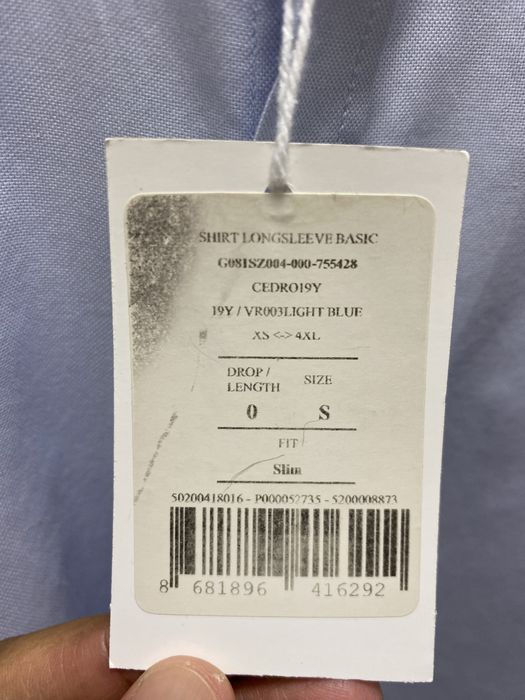 SHIRT LONGSLEEVE BASIC
G081SZ004-000-755428
CEDRO19Y
19Y / VR003LIGHT BLUE
XS <-> 4XL
DROP / LENGTH SIZE
0 S
FIT
Slim
50200418016 - P000052735 - 5200008873
8 681896 416292